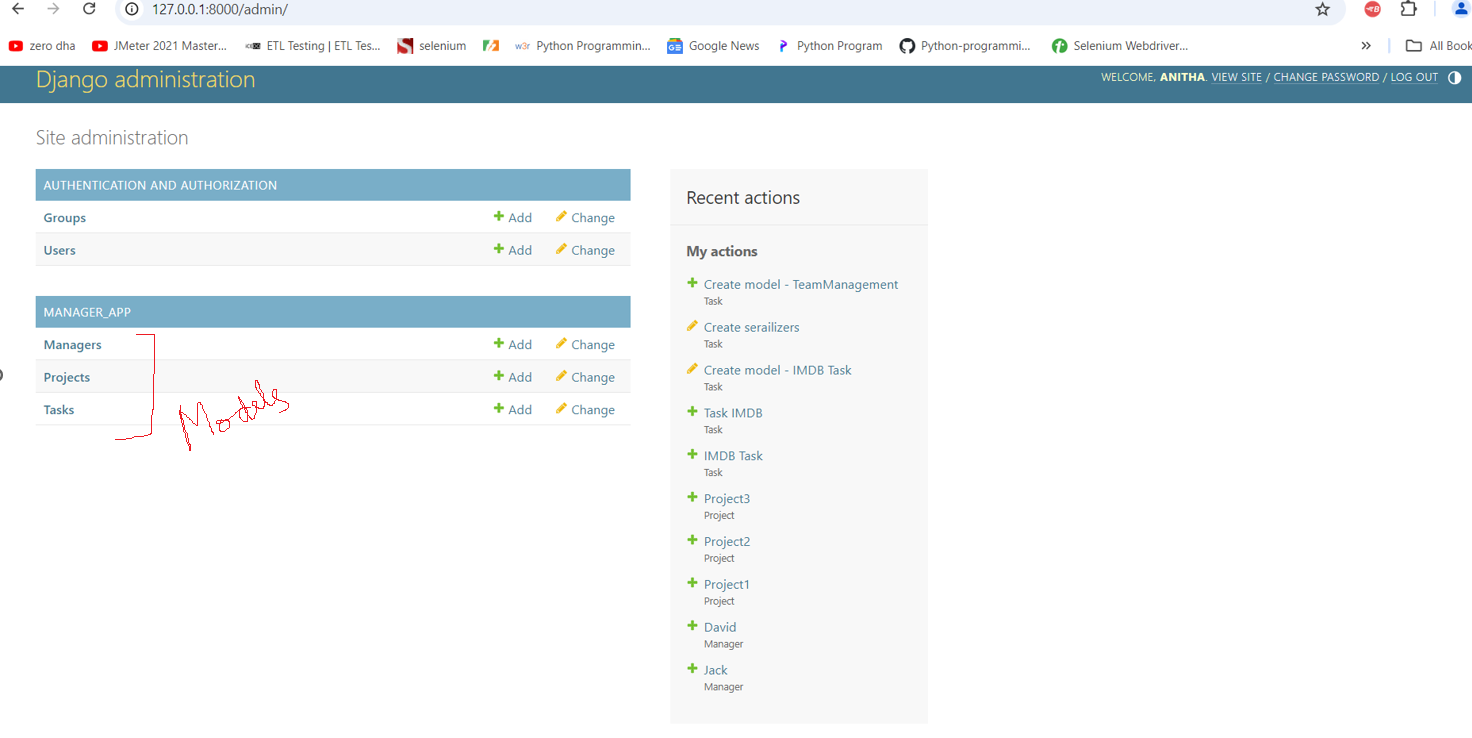 127.0.0.1:8000/admin/
zero dha JMeter 2021 Master... ETL Testing | ETL Tes... selenium w3r Python Programmin... Google News Python Program Python-programmi... Selenium Webdriver... » All Book
Django administration
WELCOME, ANITHA. VIEW SITE / CHANGE PASSWORD / LOG OUT
Site administration
AUTHENTICATION AND AUTHORIZATION
Groups Add Change
Users Add Change
MANAGER_APP
Managers Add Change
Projects Add Change
Tasks Add Change
Models
Recent actions
My actions
Create model - TeamManagement
Task
Create serailizers
Task
Create model - IMDB Task
Task
Task IMDB
Task
IMDB Task
Task
Project3
Project
Project2
Project
Project1
Project
David
Manager
Jack
Manager